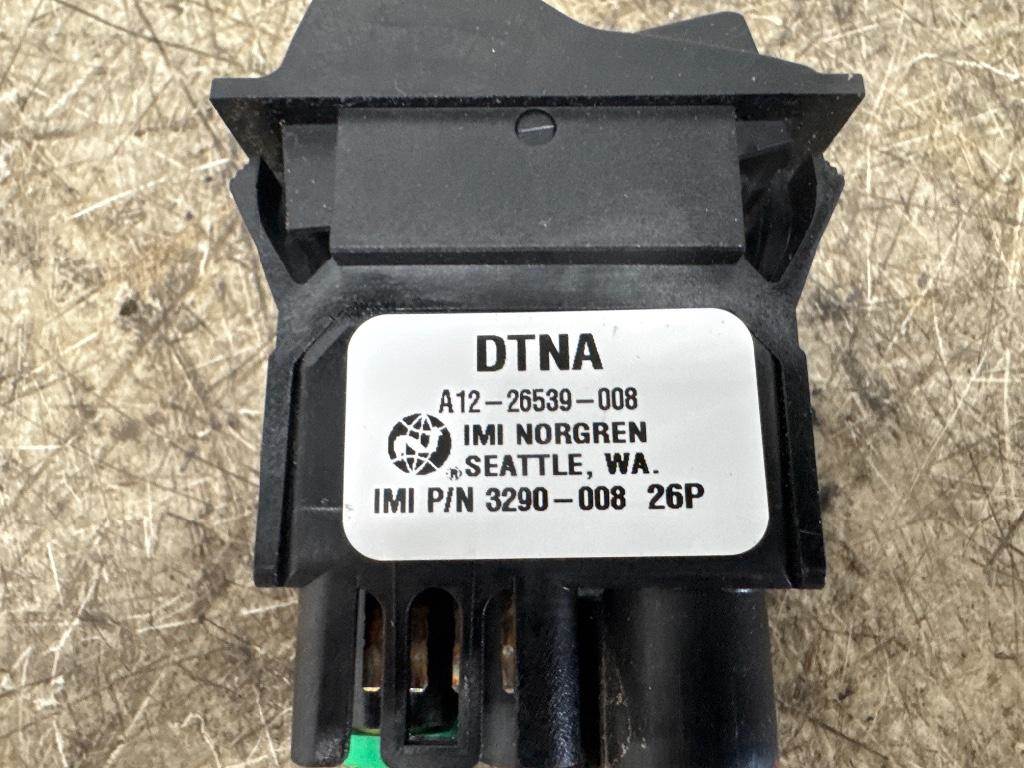 DTNA
A12-26539-008
IMI NORGREN
® SEATTLE, WA.
IMI P/N 3290-008 26P